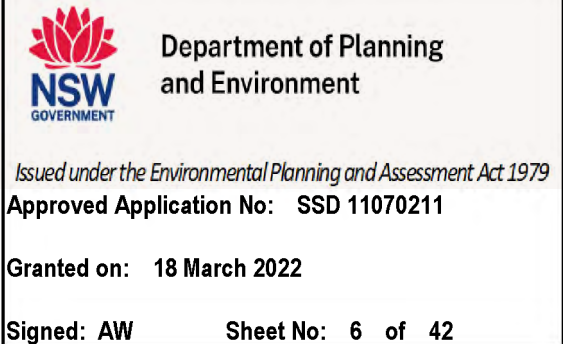 Department of Planning
and Environment
NSW
GOVERNMENT
Issued under the Environmental Planning and Assessment Act 1979
Approved Application No: SSD 11070211
Granted on: 18 March 2022
Signed: AW Sheet No: 6 of 42